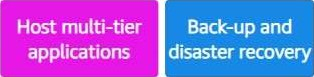 Host multi-tier
applications
Back-up and
disaster recovery